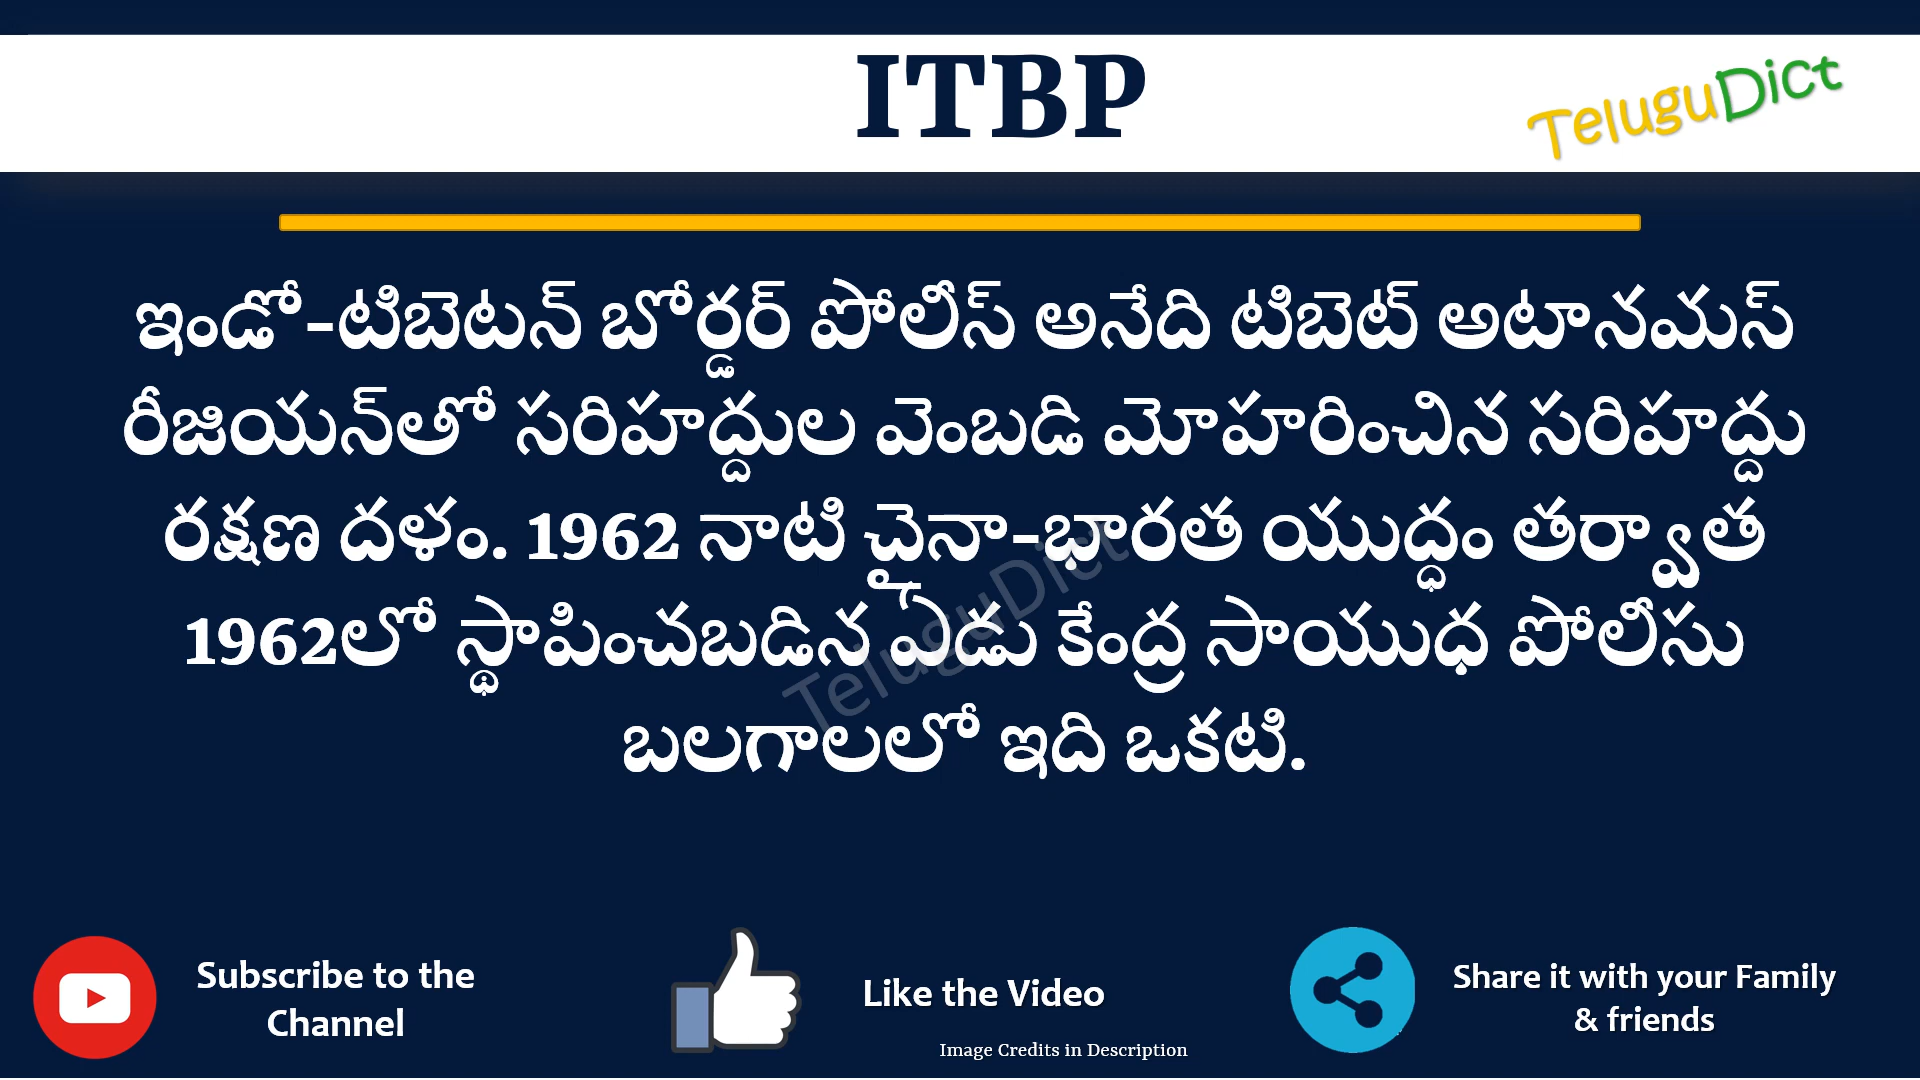 ITBP
TeluguDict
ఇండో-టిబెటన్ బోర్డర్ పోలీస్ అనేది టిబెట్ అటానమస్
రీజియన్‌తో సరిహద్దుల వెంబడి మోహరించిన సరిహద్దు
రక్షణ దళం. 1962 నాటి చైనా-భారత యుద్ధం తర్వాత
1962లో స్థాపించబడిన ఏడు కేంద్ర సాయుధ పోలీసు
బలగాలలో ఇది ఒకటి.
TeluguDict
Subscribe to the
Channel
Like the Video
Share it with your Family
& friends
Image Credits in Description